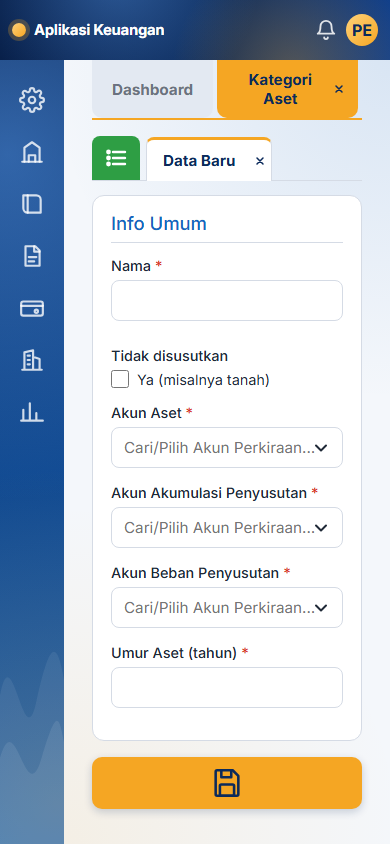 Aplikasi Keuangan
PE
Dashboard
Kategori
Aset
Data Baru
Info Umum
Nama *
Tidak disusutkan
Ya (misalnya tanah)
Akun Aset *
Cari/Pilih Akun Perkiraan...
Akun Akumulasi Penyusutan *
Cari/Pilih Akun Perkiraan...
Akun Beban Penyusutan *
Cari/Pilih Akun Perkiraan...
Umur Aset (tahun) *